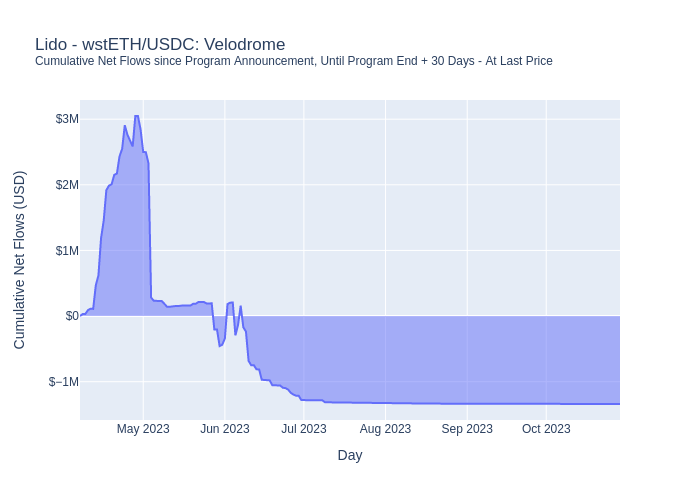 Lido - wstETH/USDC: Velodrome
Cumulative Net Flows since Program Announcement, Until Program End + 30 Days - At Last Price
Cumulative Net Flows (USD)
$3M
$2M
$1M
$0
−$1M
May 2023
Jun 2023
Jul 2023
Aug 2023
Sep 2023
Oct 2023
Day